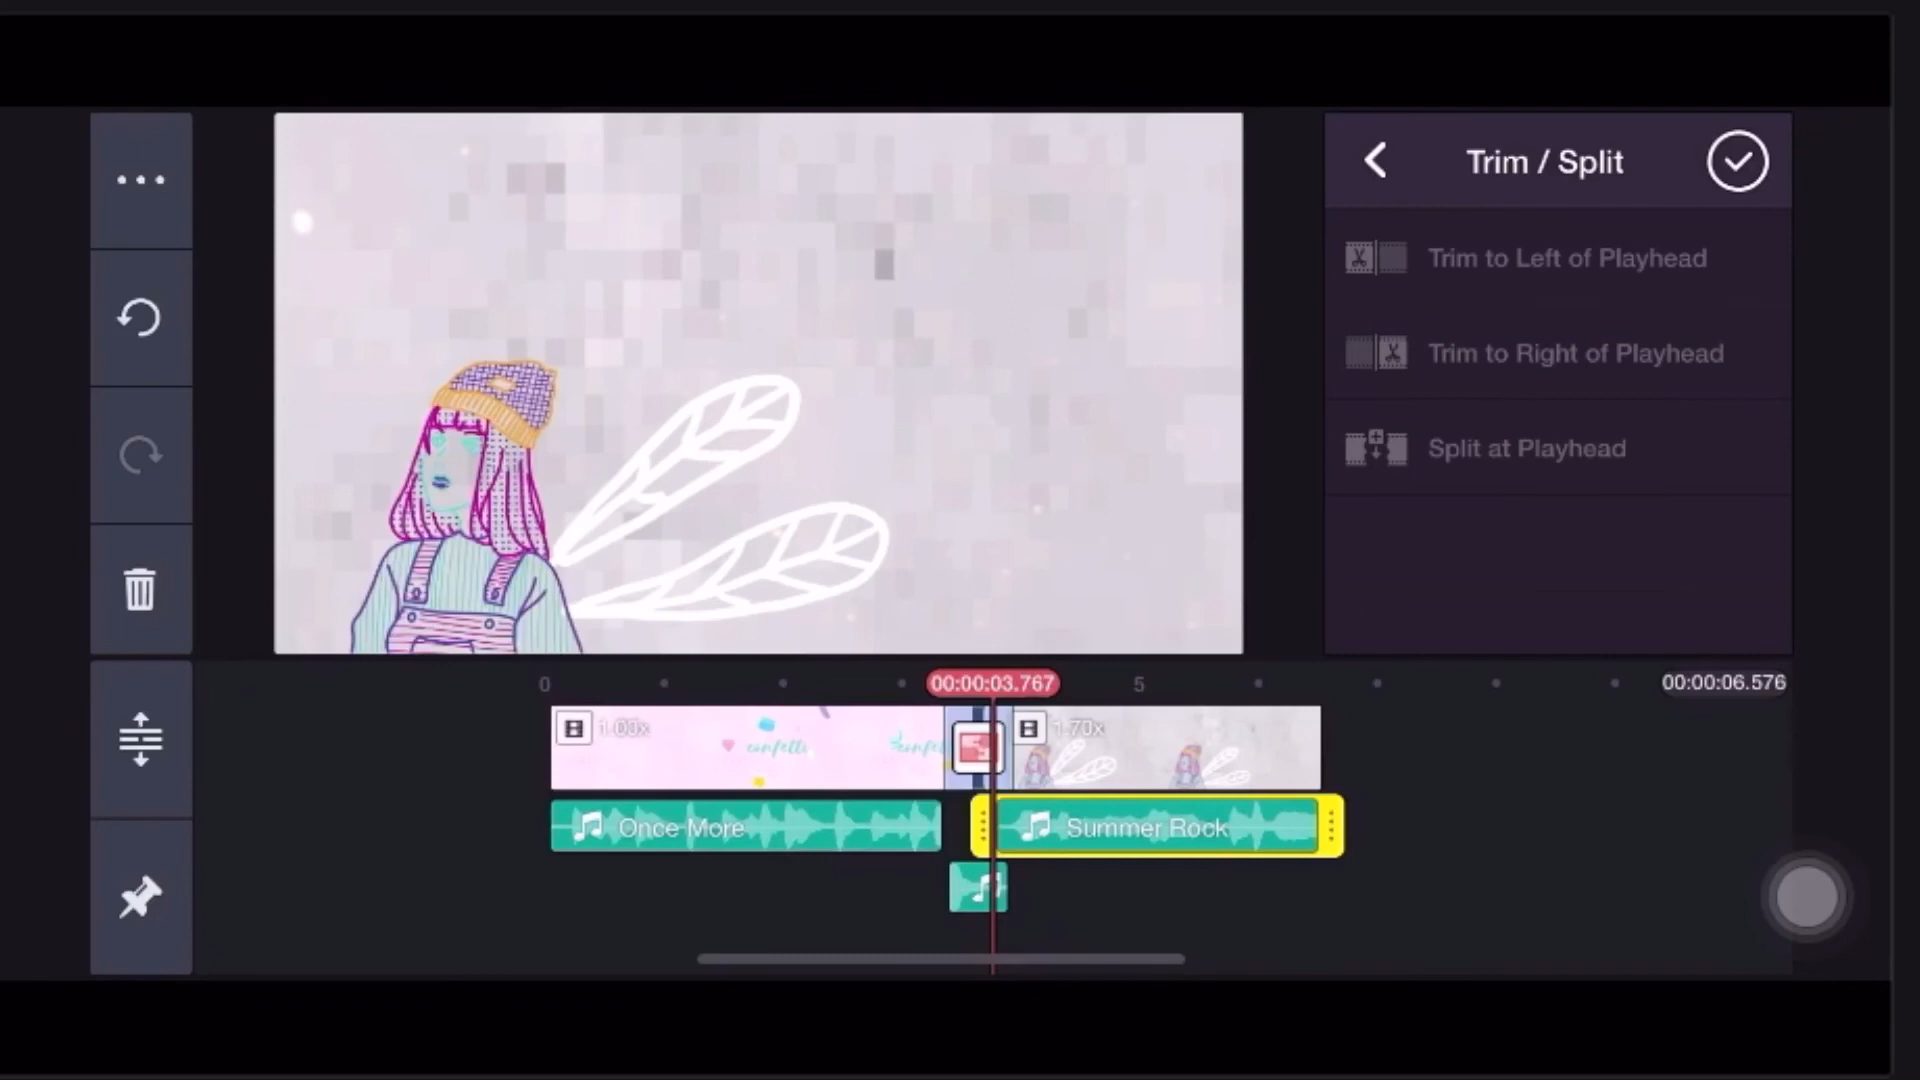 Trim / Split
Trim to Left of Playhead
Trim to Right of Playhead
Split at Playhead
0
00:00:03.767
5
00:00:06.576
1.00x
confetti
1.70x
Once More
Summer Rock